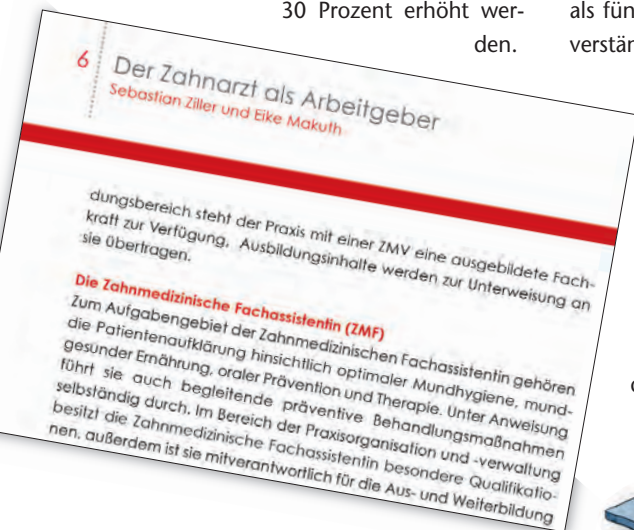 30 Prozent erhöht wer-
den.
als fün
verstän
6
Der Zahnarzt als Arbeitgeber
Sebastian Ziller und Eike Makuth
dungsbereich steht der Praxis mit einer ZMV eine ausgebildete Fach-
kraft zur Verfügung, Ausbildungsinhalte werden zur Unterweisung an
sie übertragen.
Die Zahnmedizinische Fachassistentin (ZMF)
Zum Aufgabengebiet der Zahnmedizinischen Fachassistentin gehören
die Patientenaufklärung hinsichtlich optimaler Mundhygiene, mund-
gesunder Ernährung, oraler Prävention und Therapie. Unter Anweisung
führt sie auch begleitende präventive Behandlungsmaßnahmen
selbständig durch. Im Bereich der Praxisorganisation und -verwaltung
besitzt die Zahnmedizinische Fachassistentin besondere Qualifikatio-
nen, außerdem ist sie mitverantwortlich für die Aus- und Weiterbildung